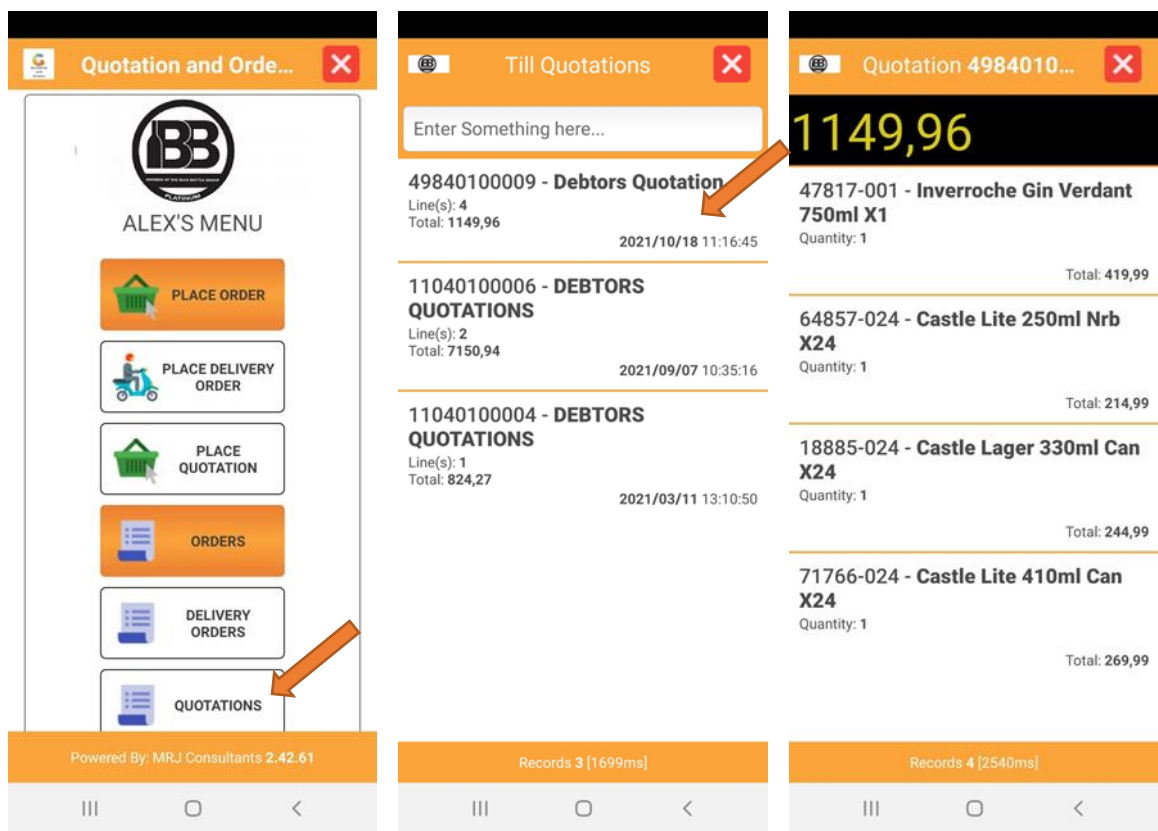 Quotation and Orde...
BB
PLATINUM
ALEX'S MENU
PLACE ORDER
PLACE DELIVERY
ORDER
PLACE
QUOTATION
ORDERS
DELIVERY
ORDERS
QUOTATIONS
Powered By: MRJ Consultants 2.42.61
Till Quotations
Enter Something here...
49840100009 - Debtors Quotation
Line(s): 4
Total: 1149,96
2021/10/18 11:16:45
11040100006 - DEBTORS
QUOTATIONS
Line(s): 2
Total: 7150,94
2021/09/07 10:35:16
11040100004 - DEBTORS
QUOTATIONS
Line(s): 1
Total: 824,27
2021/03/11 13:10:50
Records 3 [1699ms]
Quotation 4984010...
1149,96
47817-001 - Inverroche Gin Verdant
750ml X1
Quantity: 1
Total: 419,99
64857-024 - Castle Lite 250ml Nrb
X24
Quantity: 1
Total: 214,99
18885-024 - Castle Lager 330ml Can
X24
Quantity: 1
Total: 244,99
71766-024 - Castle Lite 410ml Can
X24
Quantity: 1
Total: 269,99
Records 4 [2540ms]